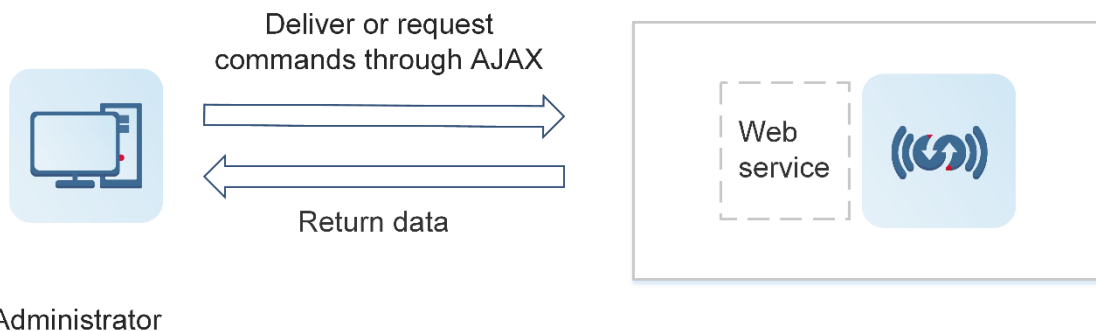 Deliver or request
commands through AJAX
Web
service
Return data
Administrator